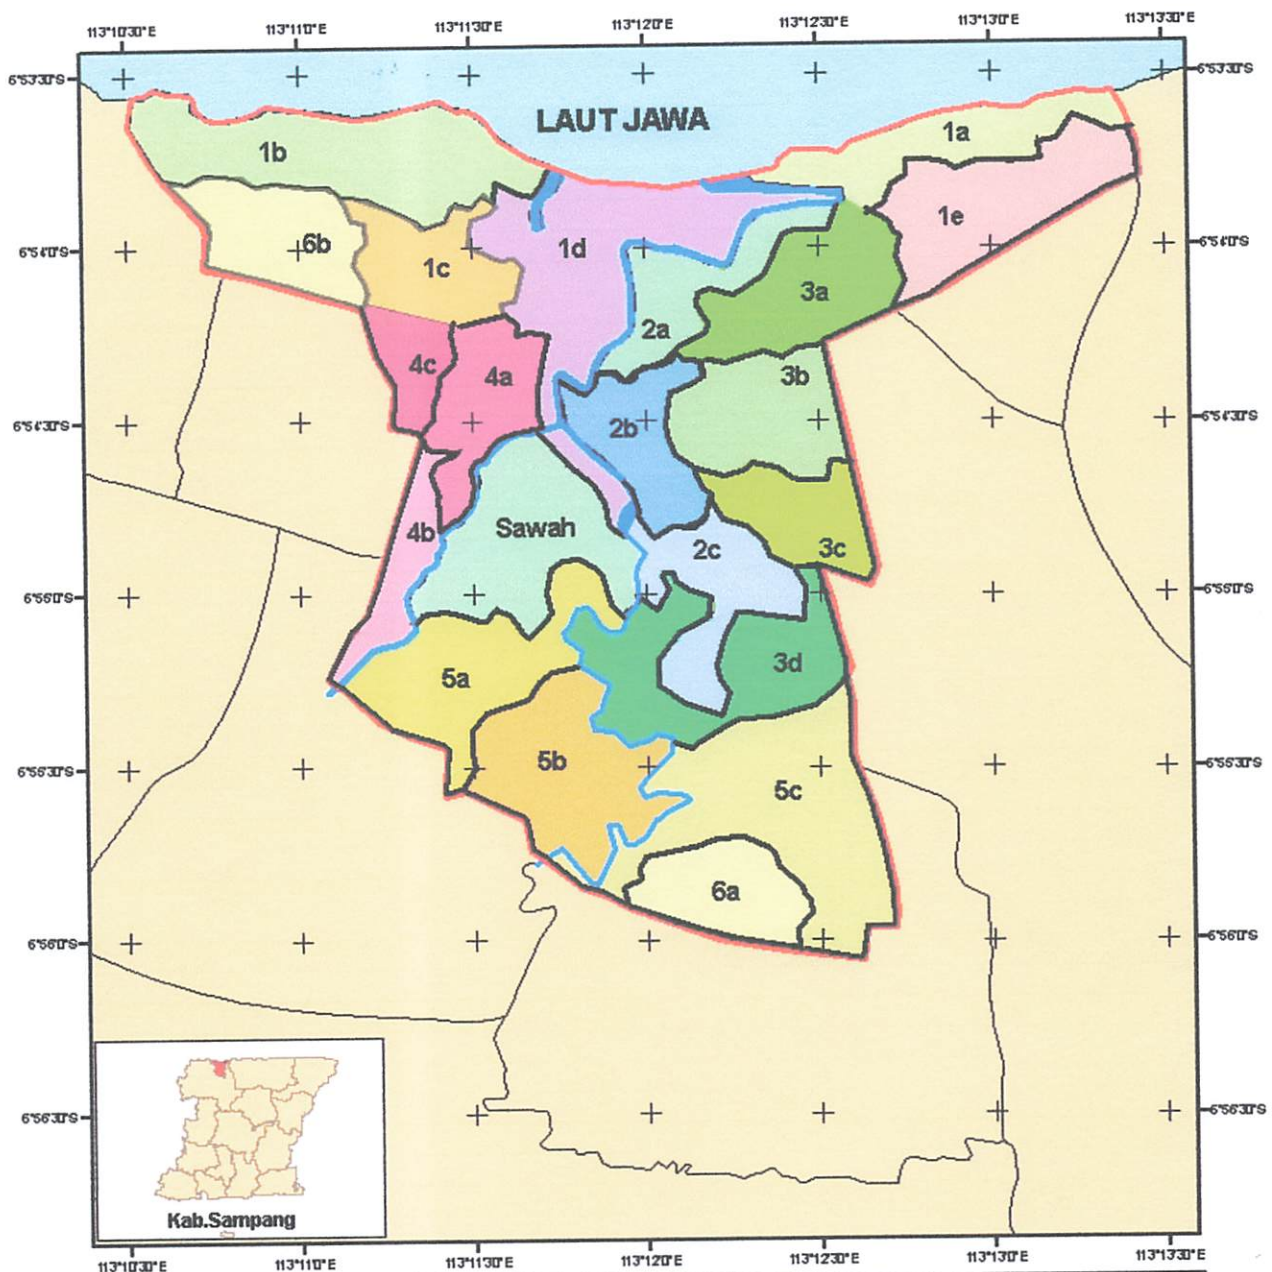 113°10'30"E 113°11'0"E 113°11'30"E 113°12'0"E 113°12'30"E 113°13'0"E 113°13'30"E
6°53'30"S 6°53'30"S
LAUT JAWA
1a
1b
1e
6b 1d
6°54'0"S 6°54'0"S
1c
3a
2a
4c 4a 3b
6°54'30"S 2b 6°54'30"S
4b Sawah 2c 3c
6°55'0"S 6°55'0"S
5a 3d
6°55'30"S 5b 6°55'30"S
5c
6a
6°56'0"S 6°56'0"S
6°56'30"S 6°56'30"S
Kab.Sampang
113°10'30"E 113°11'0"E 113°11'30"E 113°12'0"E 113°12'30"E 113°13'0"E 113°13'30"E